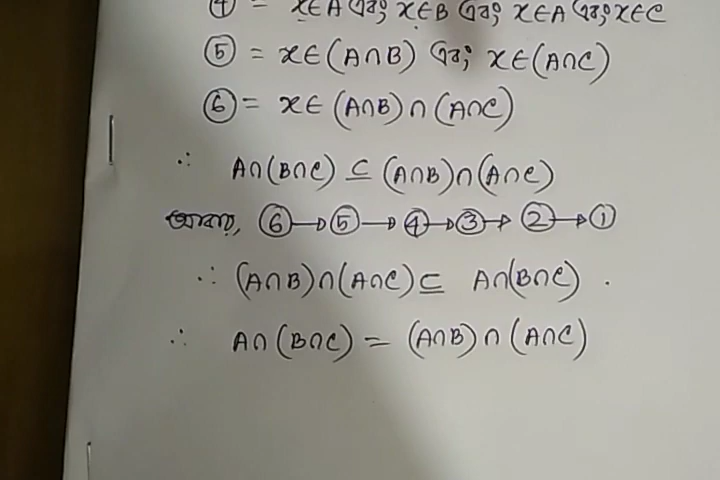 ④ = x∈A এবং x∈B এবং x∈A এবং x∈C
⑤ = x∈(A∩B) এবং x∈(A∩C)
⑥ = x∈ (A∩B)∩(A∩C)
∴ A∩(B∩C) ⊆ (A∩B)∩(A∩C)
আবার, ⑥→⑤→④→③→②→①
∴ (A∩B)∩(A∩C) ⊆ A∩(B∩C) .
∴ A∩(B∩C) = (A∩B)∩(A∩C)